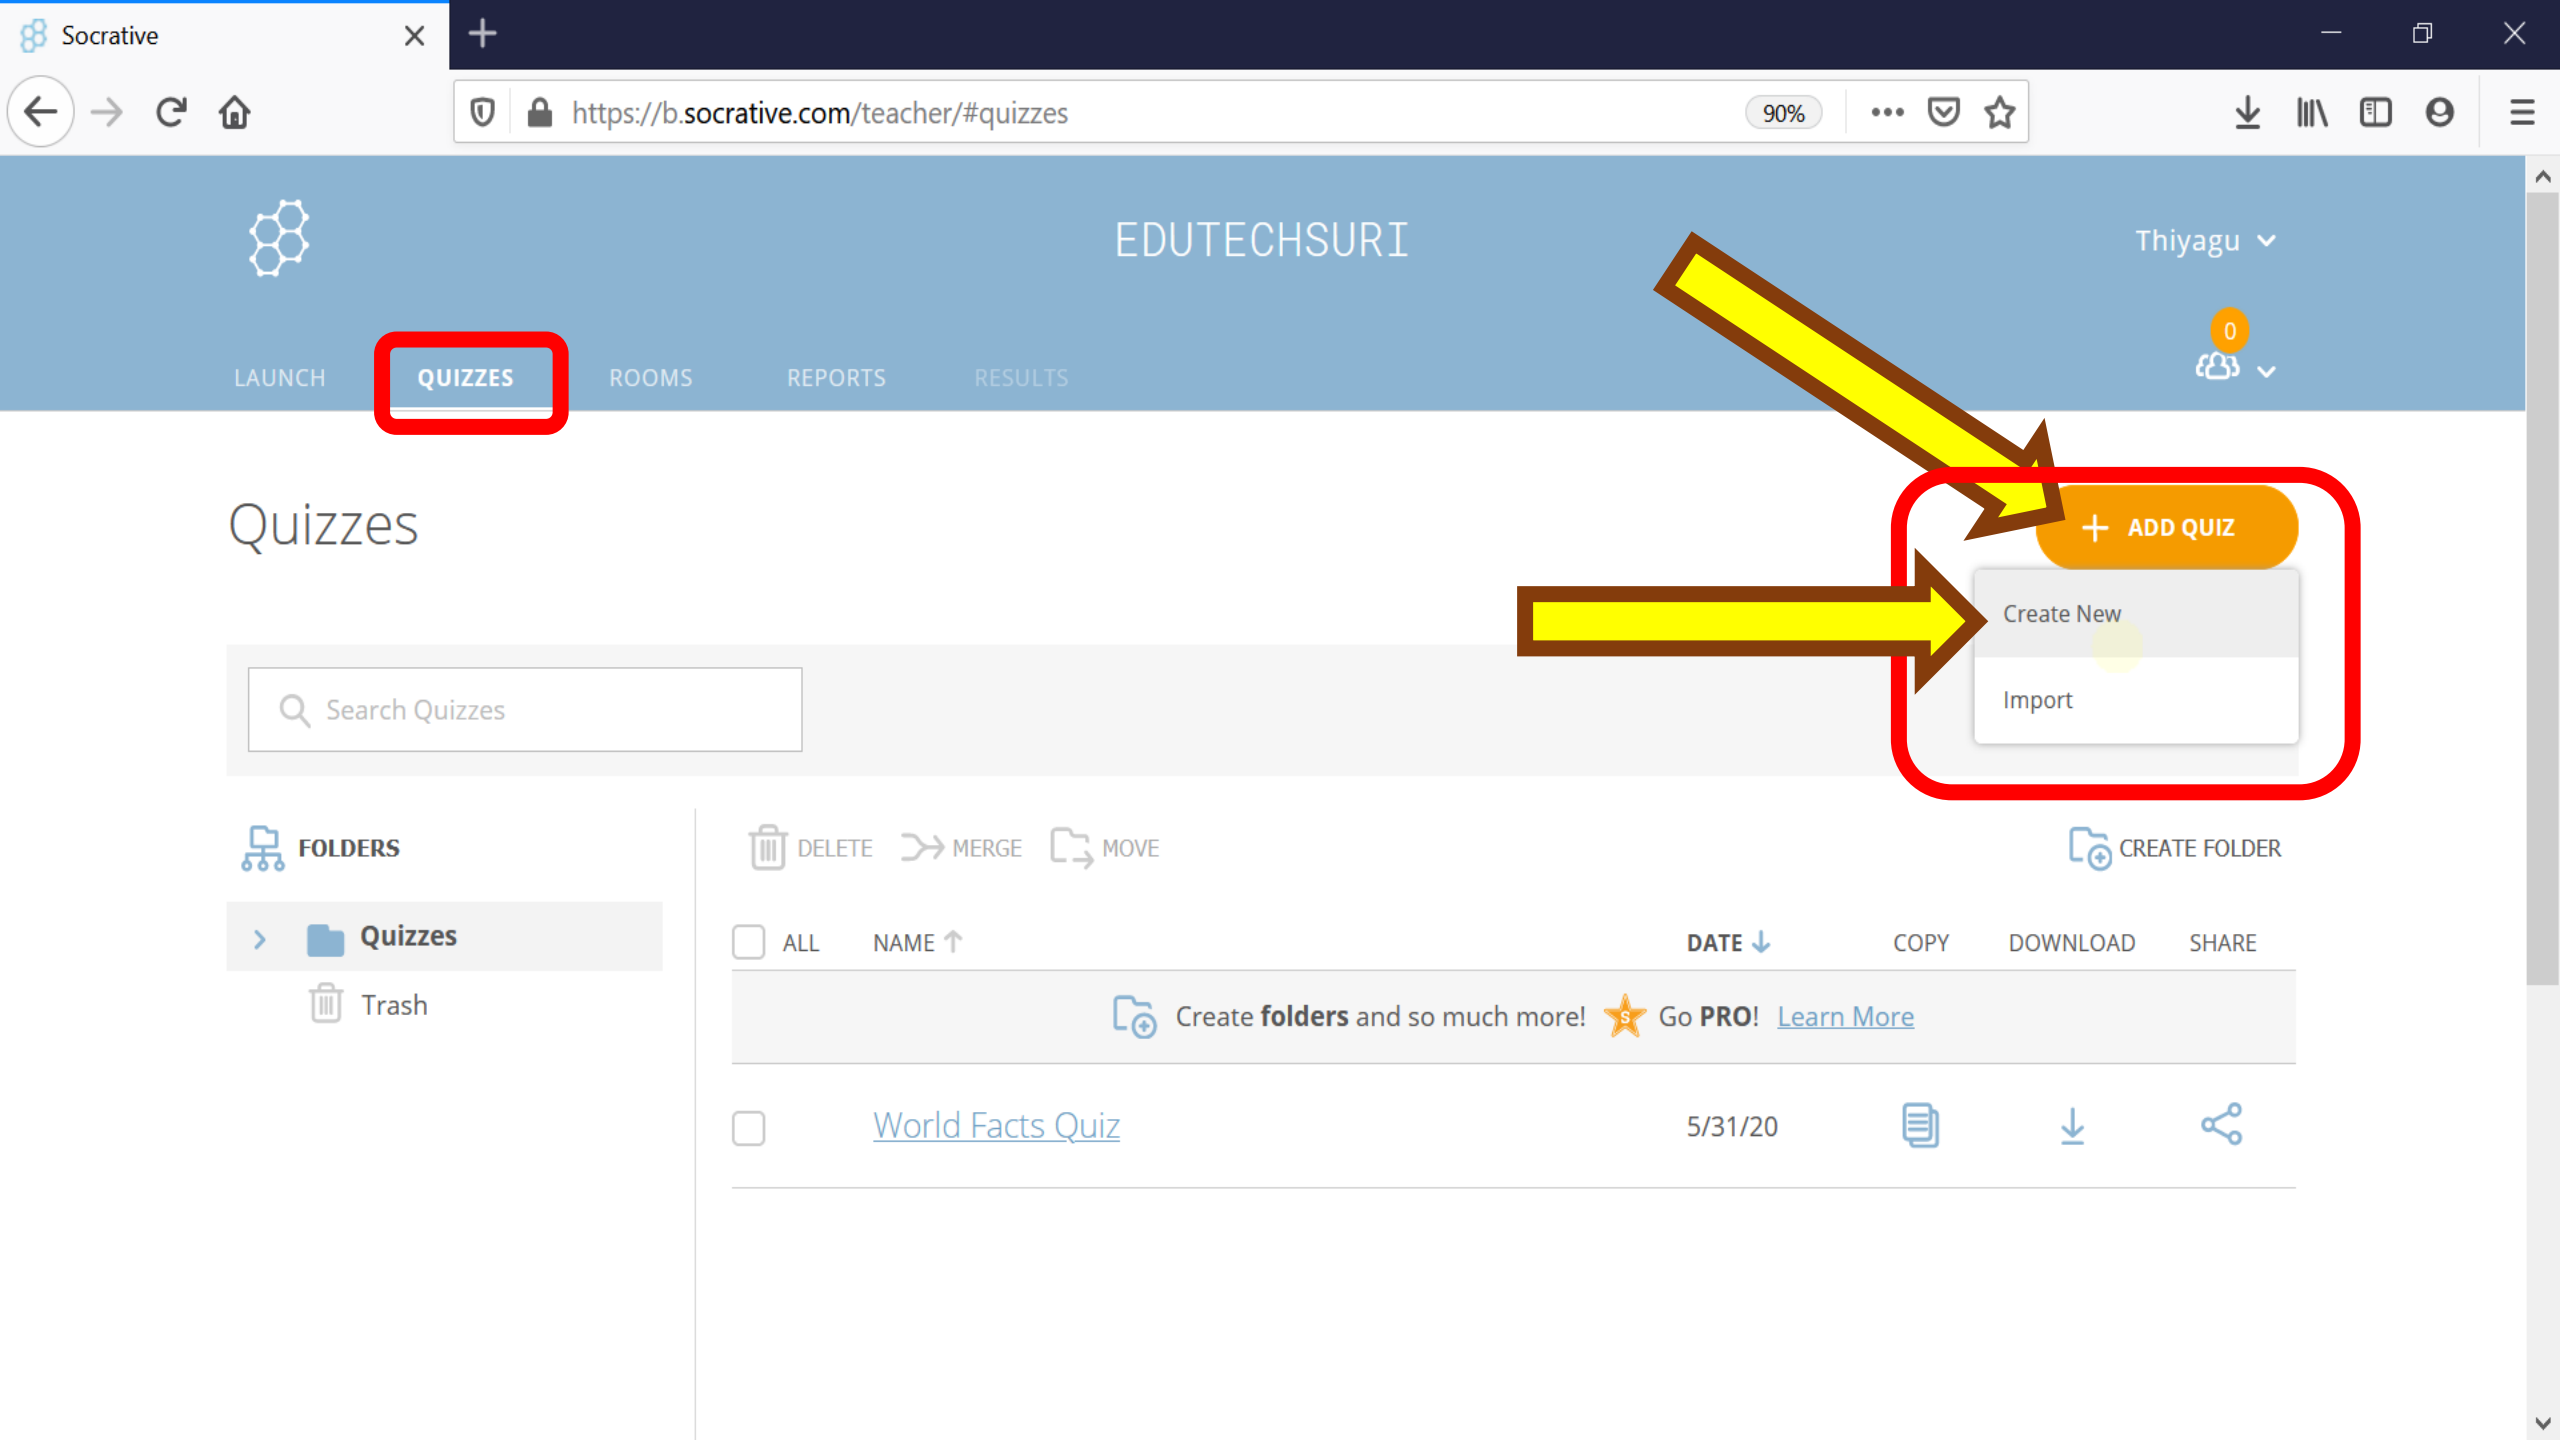 Socrative
https://b.socrative.com/teacher/#quizzes
90%
EDUTECHSURI
Thiyagu
0
LAUNCH QUIZZES ROOMS REPORTS RESULTS
Quizzes
ADD QUIZ
Create New
Import
Search Quizzes
FOLDERS
DELETE MERGE MOVE
CREATE FOLDER
Quizzes
Trash
ALL NAME DATE COPY DOWNLOAD SHARE
Create folders and so much more! S Go PRO! Learn More
World Facts Quiz 5/31/20